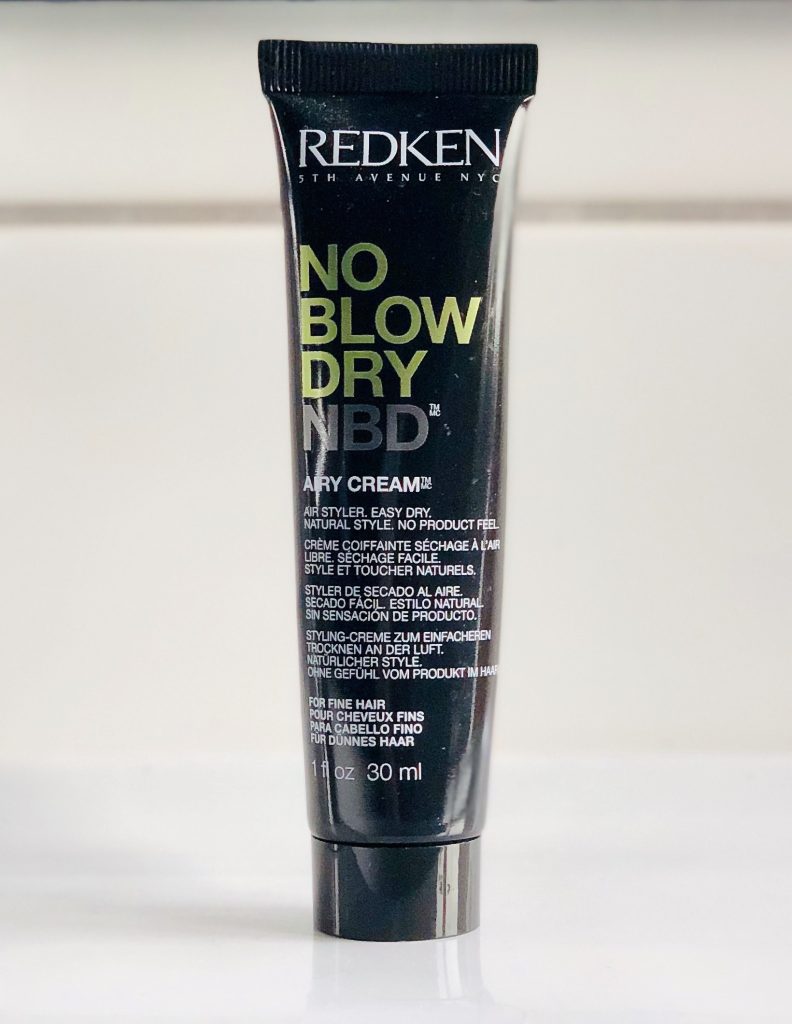 REDKEN
5TH AVENUE NYC
NO
BLOW
DRY
NBD™ MC
AIRY CREAM™ MC
AIR STYLER. EASY DRY.
NATURAL STYLE. NO PRODUCT FEEL.
CRÈME COIFFAINTE SÉCHAGE À L'AIR
LIBRE. SÉCHAGE FACILE.
STYLE ET TOUCHER NATURELS.
STYLER DE SECADO AL AIRE.
SECADO FÁCIL. ESTILO NATURAL.
SIN SENSACIÓN DE PRODUCTO.
STYLING-CREME ZUM EINFACHEREN
TROCKNEN AN DER LUFT.
NATÜRLICHER STYLE.
OHNE GEFÜHL VOM PRODUKT IM HAAR
FOR FINE HAIR
POUR CHEVEUX FINS
PARA CABELLO FINO
FÜR DÜNNES HAAR
1 fl oz 30 ml